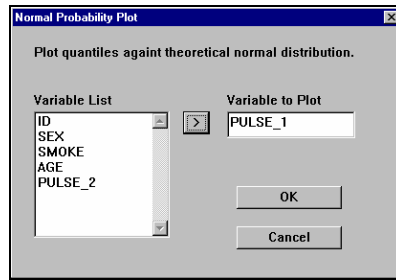 Normal Probability Plot
Plot quantiles againt theoretical normal distribution.
Variable List
ID
SEX
SMOKE
AGE
PULSE_2
>
Variable to Plot
PULSE_1
OK
Cancel